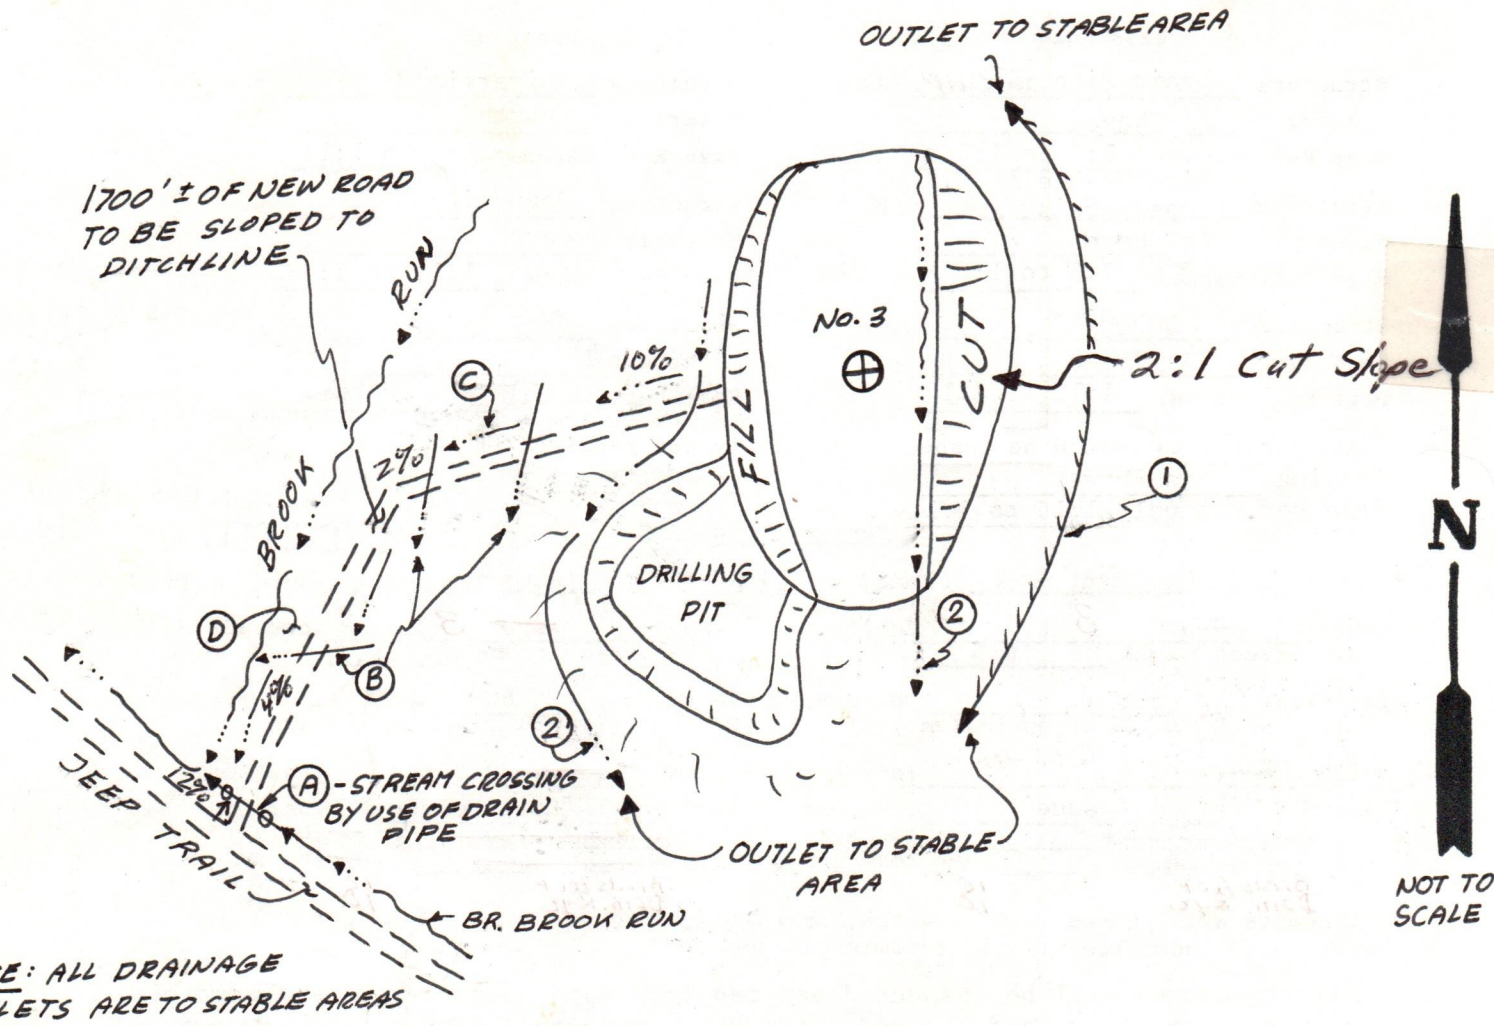 OUTLET TO STABLE AREA
1700' ± OF NEW ROAD
TO BE SLOPED TO
DITCHLINE
RUN
BROOK
No. 3
10%
C
2%
FILL
CUT
2:1 Cut Slope
1
N
DRILLING
PIT
2
D
B
4%
2
12%
A - STREAM CROSSING
BY USE OF DRAIN
PIPE
JEEP TRAIL
OUTLET TO STABLE
AREA
NOT TO
SCALE
BR. BROOK RUN
E: ALL DRAINAGE
LETS ARE TO STABLE AREAS